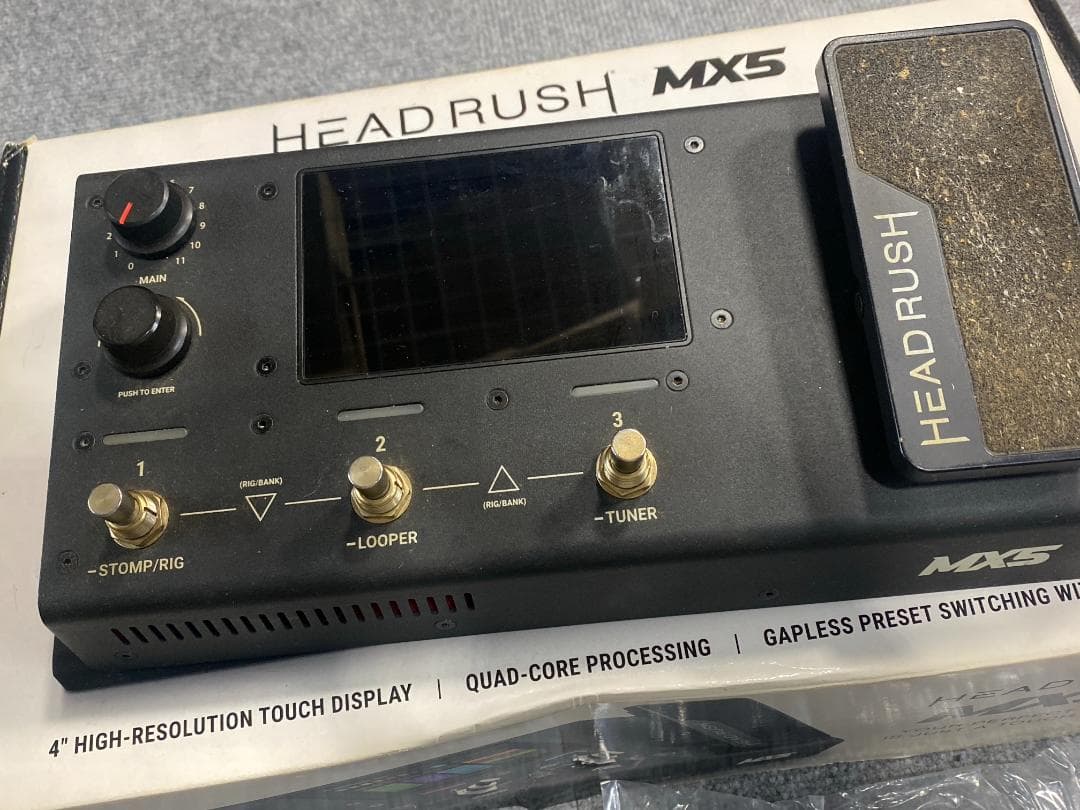 HEADRUSH MX5
7
8
2
9
1
10
0
11
MAIN
PUSH TO ENTER
HEADRUSH
1
2
3
(RIG/BANK)
(RIG/BANK)
–STOMP/RIG
–LOOPER
–TUNER
MX5
4" HIGH-RESOLUTION TOUCH DISPLAY | QUAD-CORE PROCESSING | GAPLESS PRESET SWITCHING
HEAD